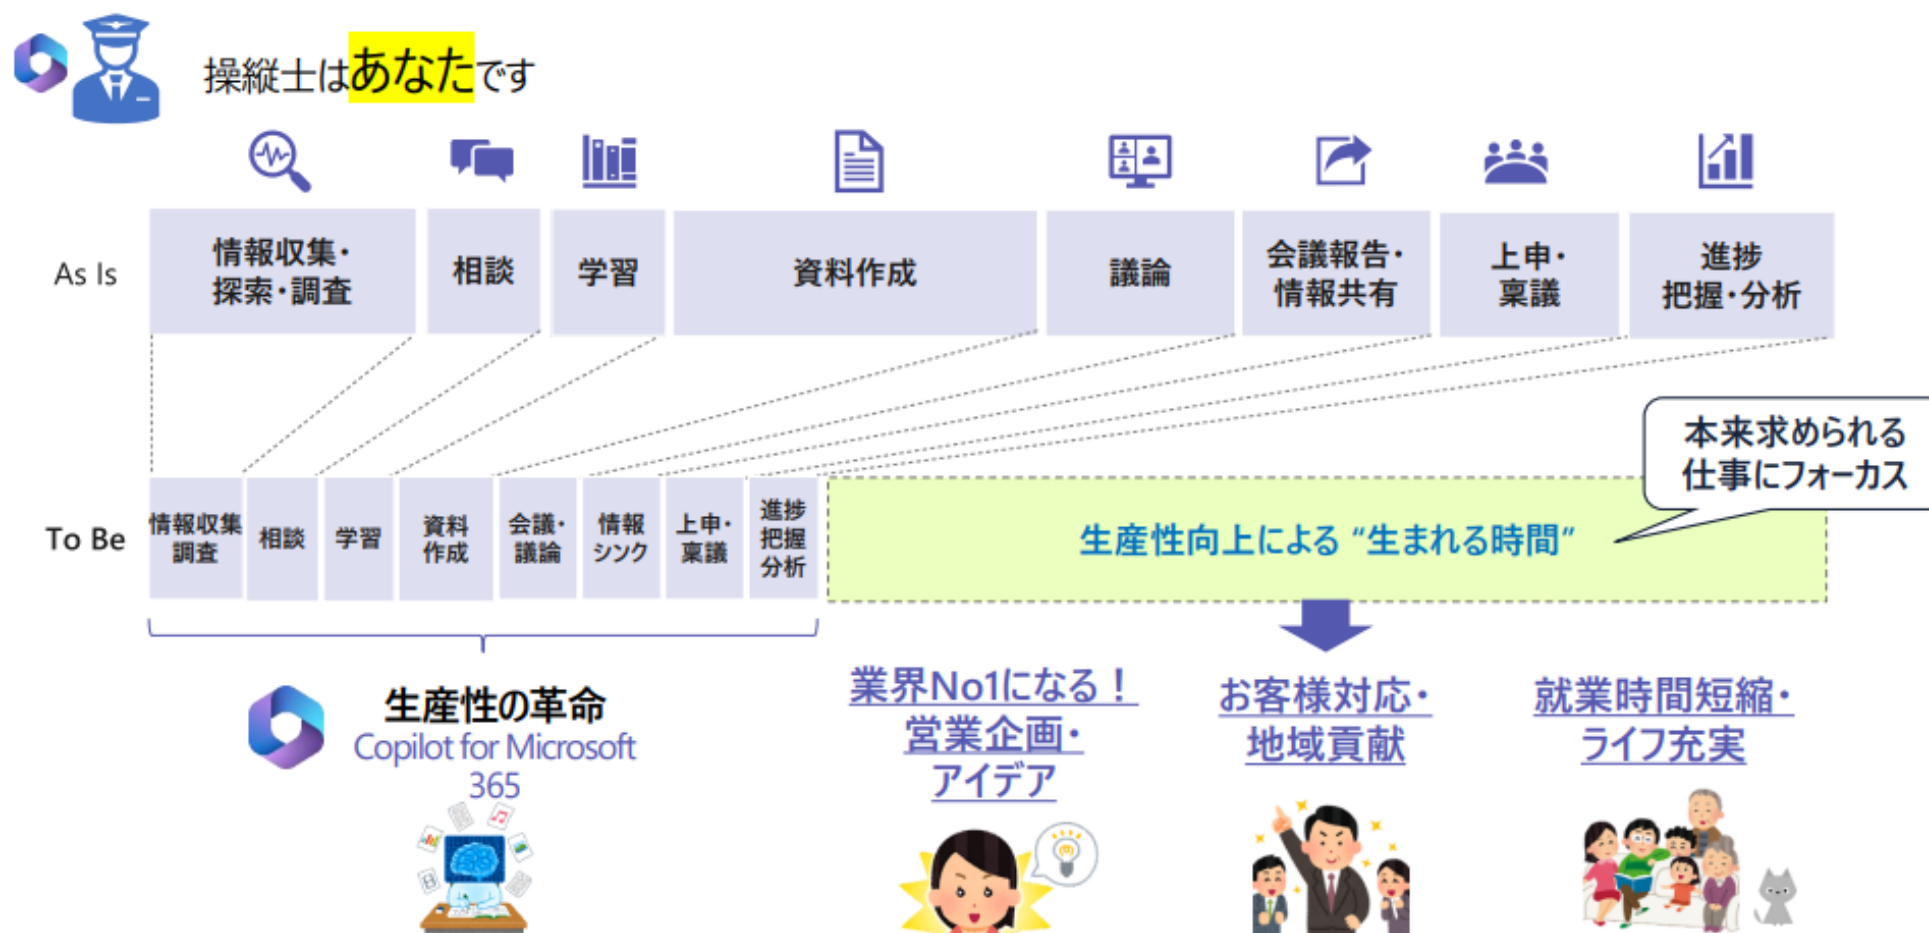 操縦士はあなたです
As Is
情報収集・
探索・調査
相談
学習
資料作成
議論
会議報告・
情報共有
上申・
稟議
進捗
把握・分析
本来求められる
仕事にフォーカス
To Be
情報収集
調査
相談
学習
資料
作成
会議・
議論
情報
シンク
上申・
稟議
進捗
把握
分析
生産性向上による “生まれる時間”
生産性の革命
Copilot for Microsoft
365
業界No1になる！
営業企画・
アイデア
お客様対応・
地域貢献
就業時間短縮・
ライフ充実